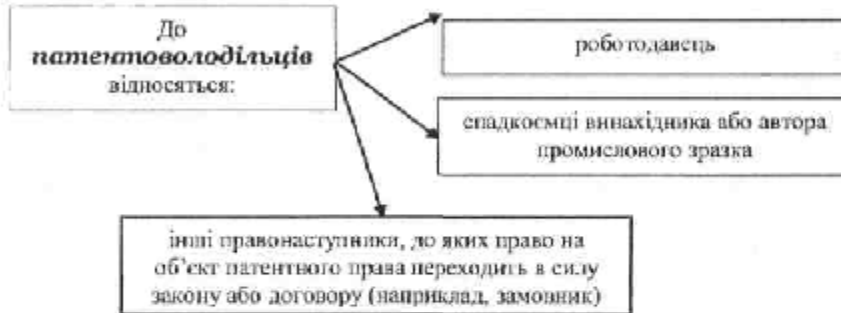 До
патентоволодільців
відносяться:
роботодавець
спадкоємці винахідника або автора
промислового зразка
інші правонаступники, до яких право на
об'єкт патентного права переходить в силу
закону або договору (наприклад, замовник)